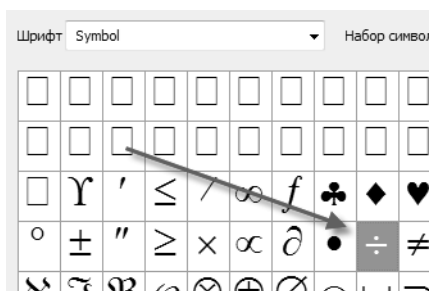 Шрифт Symbol Набор символ
□ □ □ □ □ □ □ □ □ □
□ □ □ □ □ □ □ □ □ □
□ ϒ ′ ≤ ⁄ ∞ ƒ ♣ ♦ ♥
° ± ″ ≥ × ∝ ∂ • ÷ ≠
ℵ ℑ ℜ ℘ ⊗ ⊕ ∅ ∩ ∪ ⊃